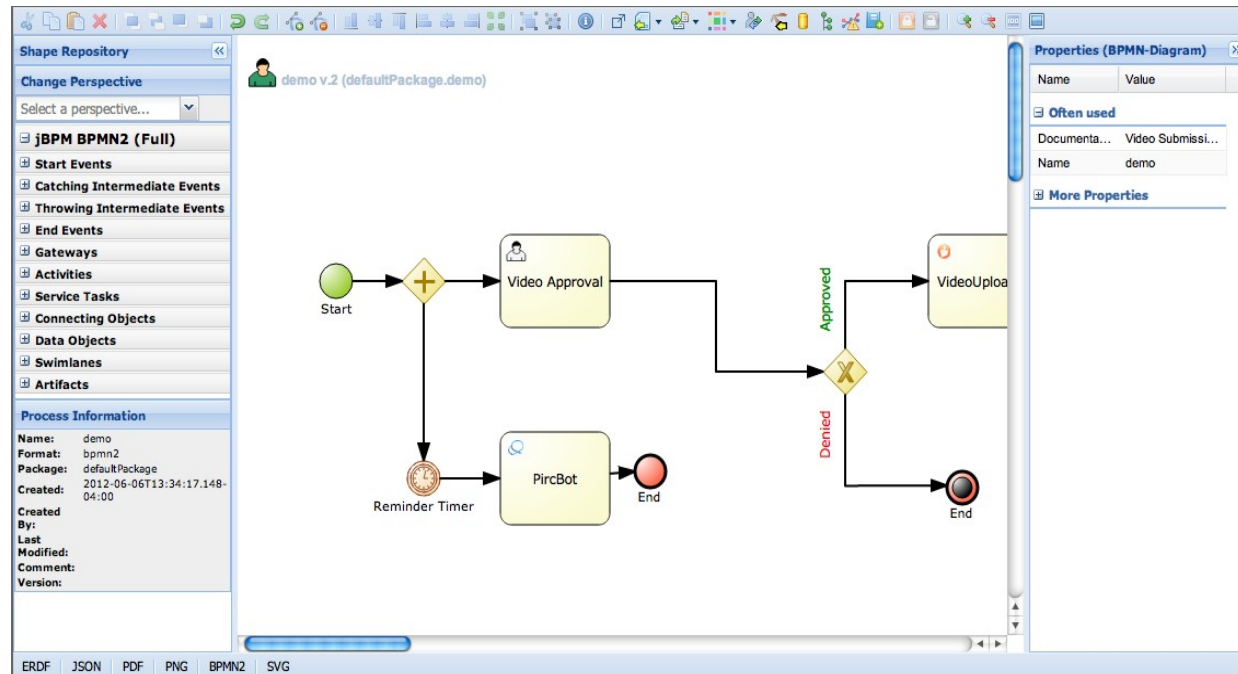 Shape Repository
Change Perspective
Select a perspective...
jBPM BPMN2 (Full)
Start Events
Catching Intermediate Events
Throwing Intermediate Events
End Events
Gateways
Activities
Service Tasks
Connecting Objects
Data Objects
Swimlanes
Artifacts
Process Information
Name: demo
Format: bpmn2
Package: defaultPackage
Created: 2012-06-06T13:34:17.148-
04:00
Created
By:
Last
Modified:
Comment:
Version:
demo v.2 (defaultPackage.demo)
Start
Video Approval
Reminder Timer
PircBot
End
Approved
Denied
VideoUploa
End
Properties (BPMN-Diagram)
Name Value
Often used
Documenta... Video Submissi...
Name demo
More Properties
ERDF JSON PDF PNG BPMN2 SVG